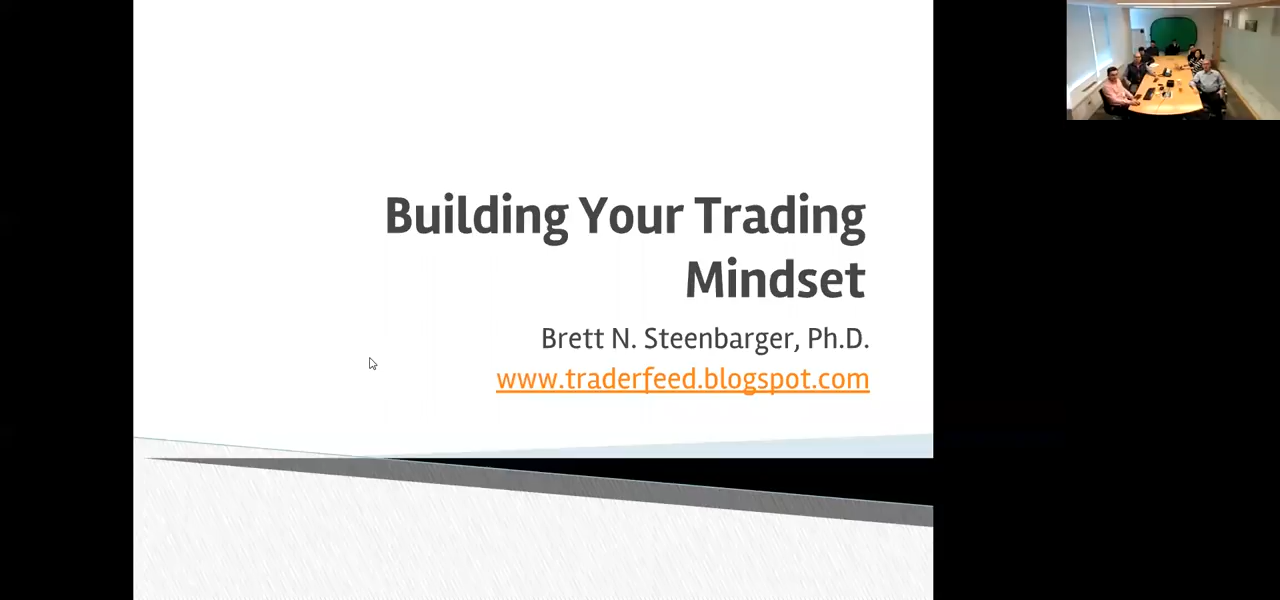 Building Your Trading
Mindset
Brett N. Steenbarger, Ph.D.
www.traderfeed.blogspot.com